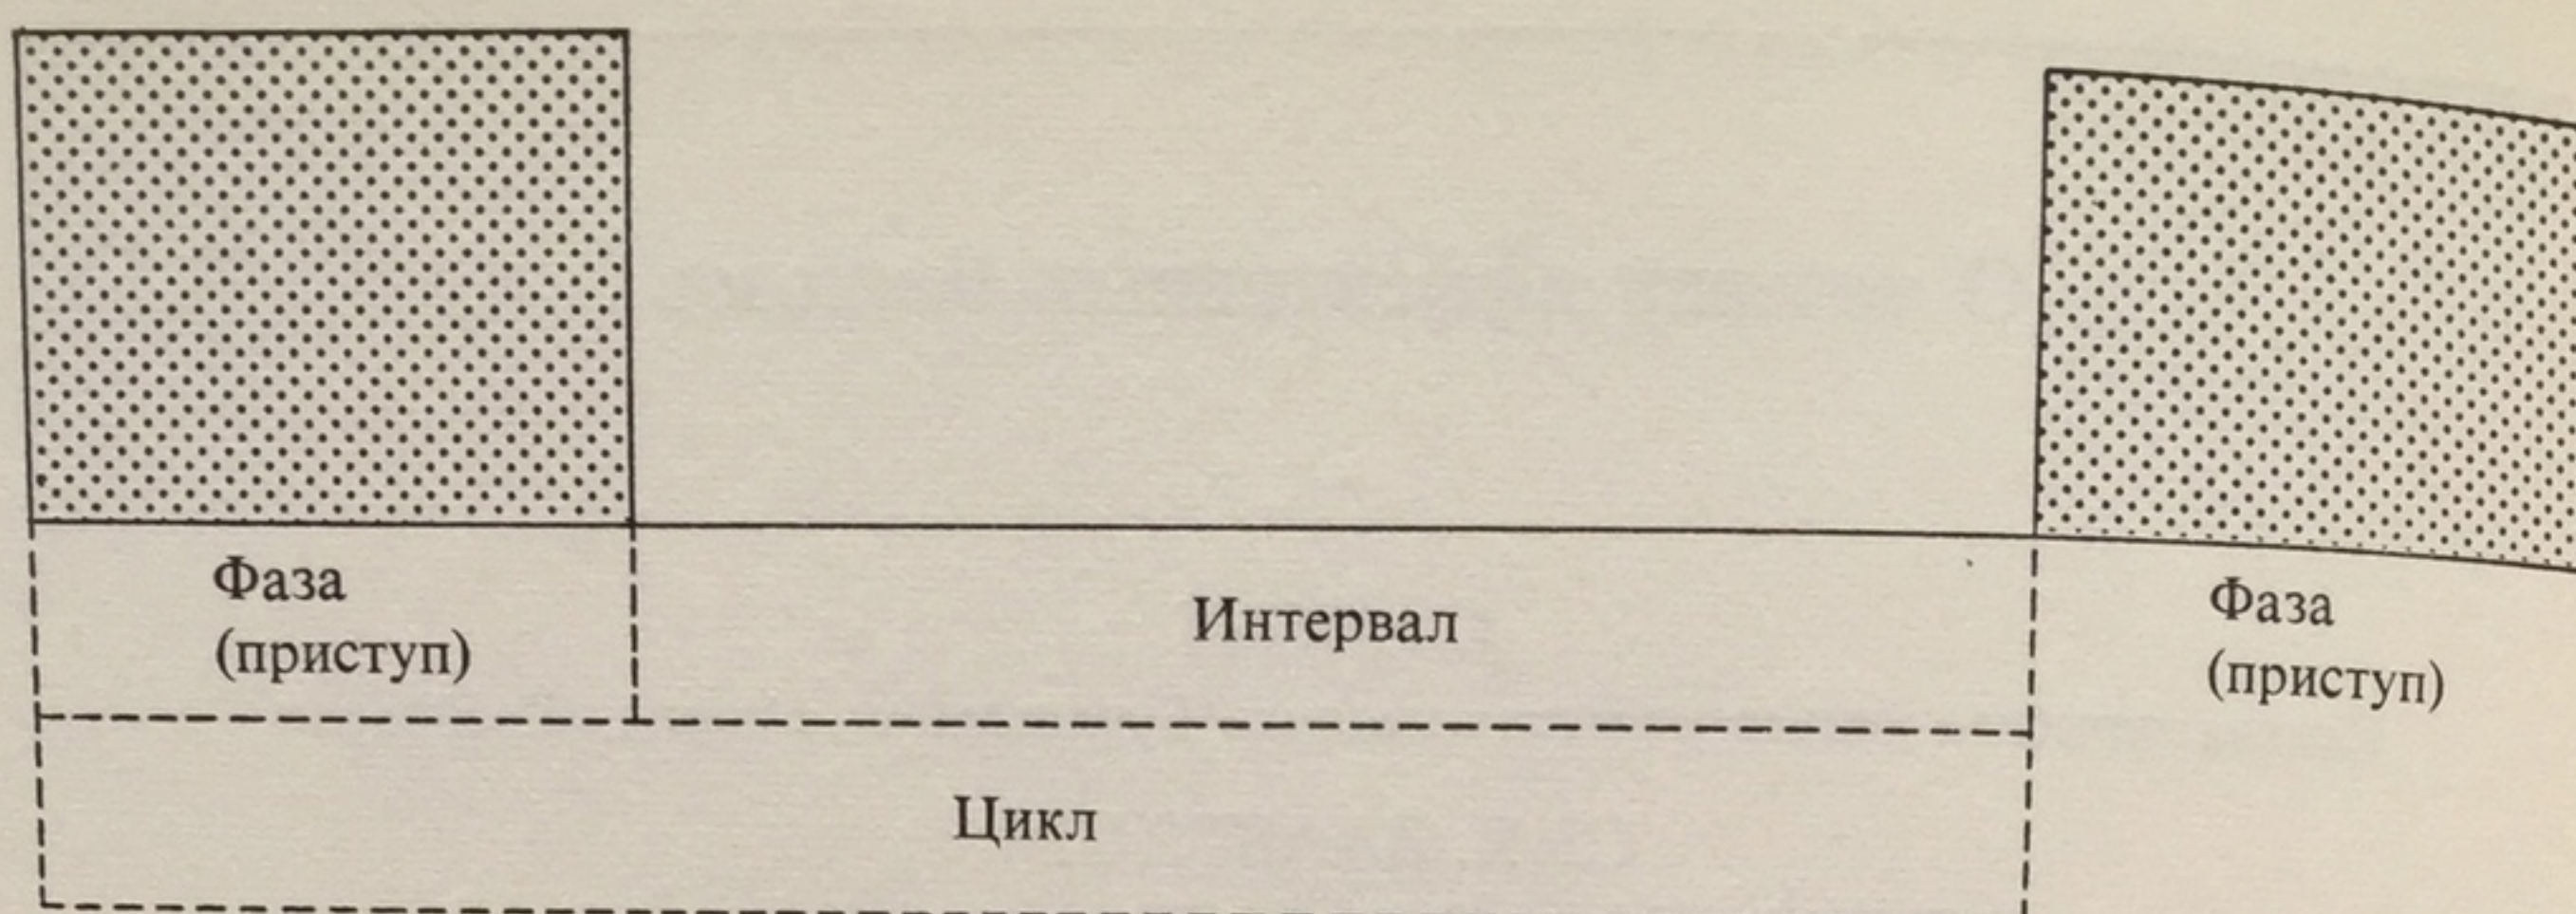 Фаза
(приступ)
Интервал
Фаза
(приступ)
Цикл